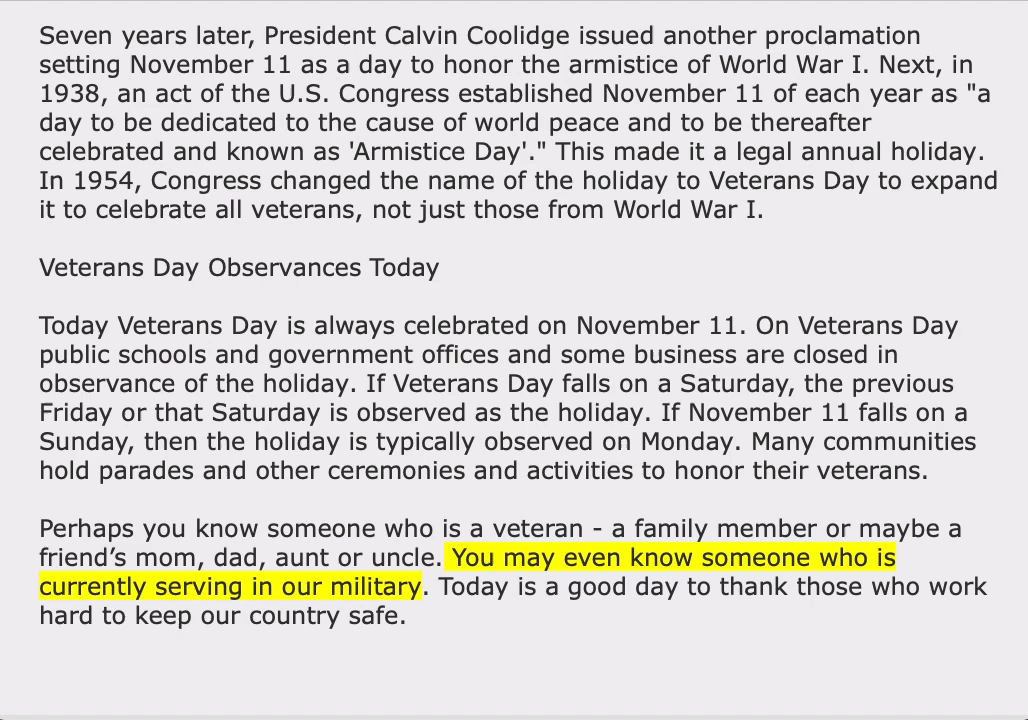 Seven years later, President Calvin Coolidge issued another proclamation
setting November 11 as a day to honor the armistice of World War I. Next, in
1938, an act of the U.S. Congress established November 11 of each year as "a
day to be dedicated to the cause of world peace and to be thereafter
celebrated and known as 'Armistice Day'." This made it a legal annual holiday.
In 1954, Congress changed the name of the holiday to Veterans Day to expand
it to celebrate all veterans, not just those from World War I.
Veterans Day Observances Today
Today Veterans Day is always celebrated on November 11. On Veterans Day
public schools and government offices and some business are closed in
observance of the holiday. If Veterans Day falls on a Saturday, the previous
Friday or that Saturday is observed as the holiday. If November 11 falls on a
Sunday, then the holiday is typically observed on Monday. Many communities
hold parades and other ceremonies and activities to honor their veterans.
Perhaps you know someone who is a veteran - a family member or maybe a
friend’s mom, dad, aunt or uncle. You may even know someone who is
currently serving in our military. Today is a good day to thank those who work
hard to keep our country safe.